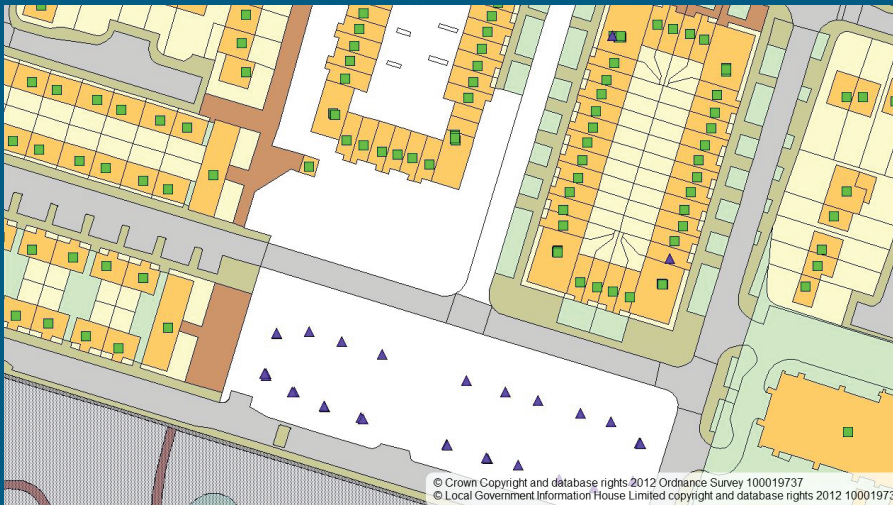 © Crown Copyright and database rights 2012 Ordnance Survey 100019737
© Local Government Information House Limited copyright and database rights 2012 10001973